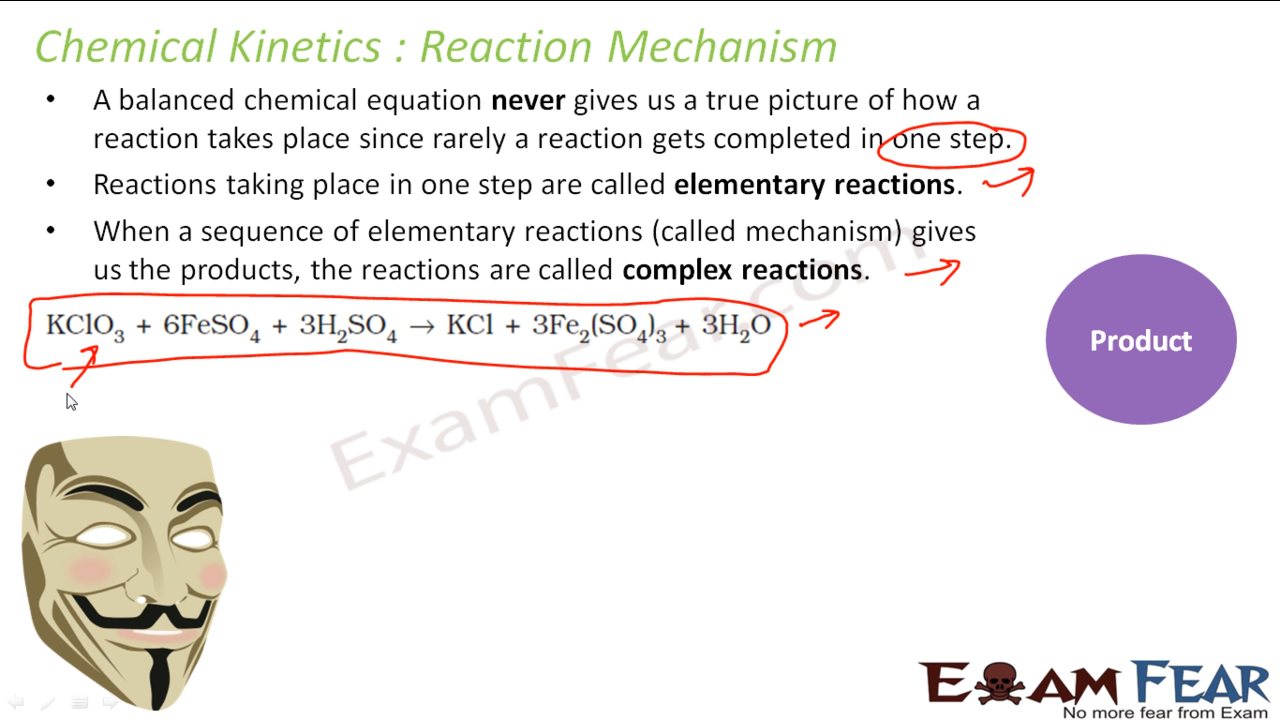 Chemical Kinetics : Reaction Mechanism
• A balanced chemical equation never gives us a true picture of how a
reaction takes place since rarely a reaction gets completed in one step.
• Reactions taking place in one step are called elementary reactions.
• When a sequence of elementary reactions (called mechanism) gives
us the products, the reactions are called complex reactions.
KClO₃ + 6FeSO₄ + 3H₂SO₄ → KCl + 3Fe₂(SO₄)₃ + 3H₂O
Product
ExamFear.com
EXAM FEAR
No more fear from Exam